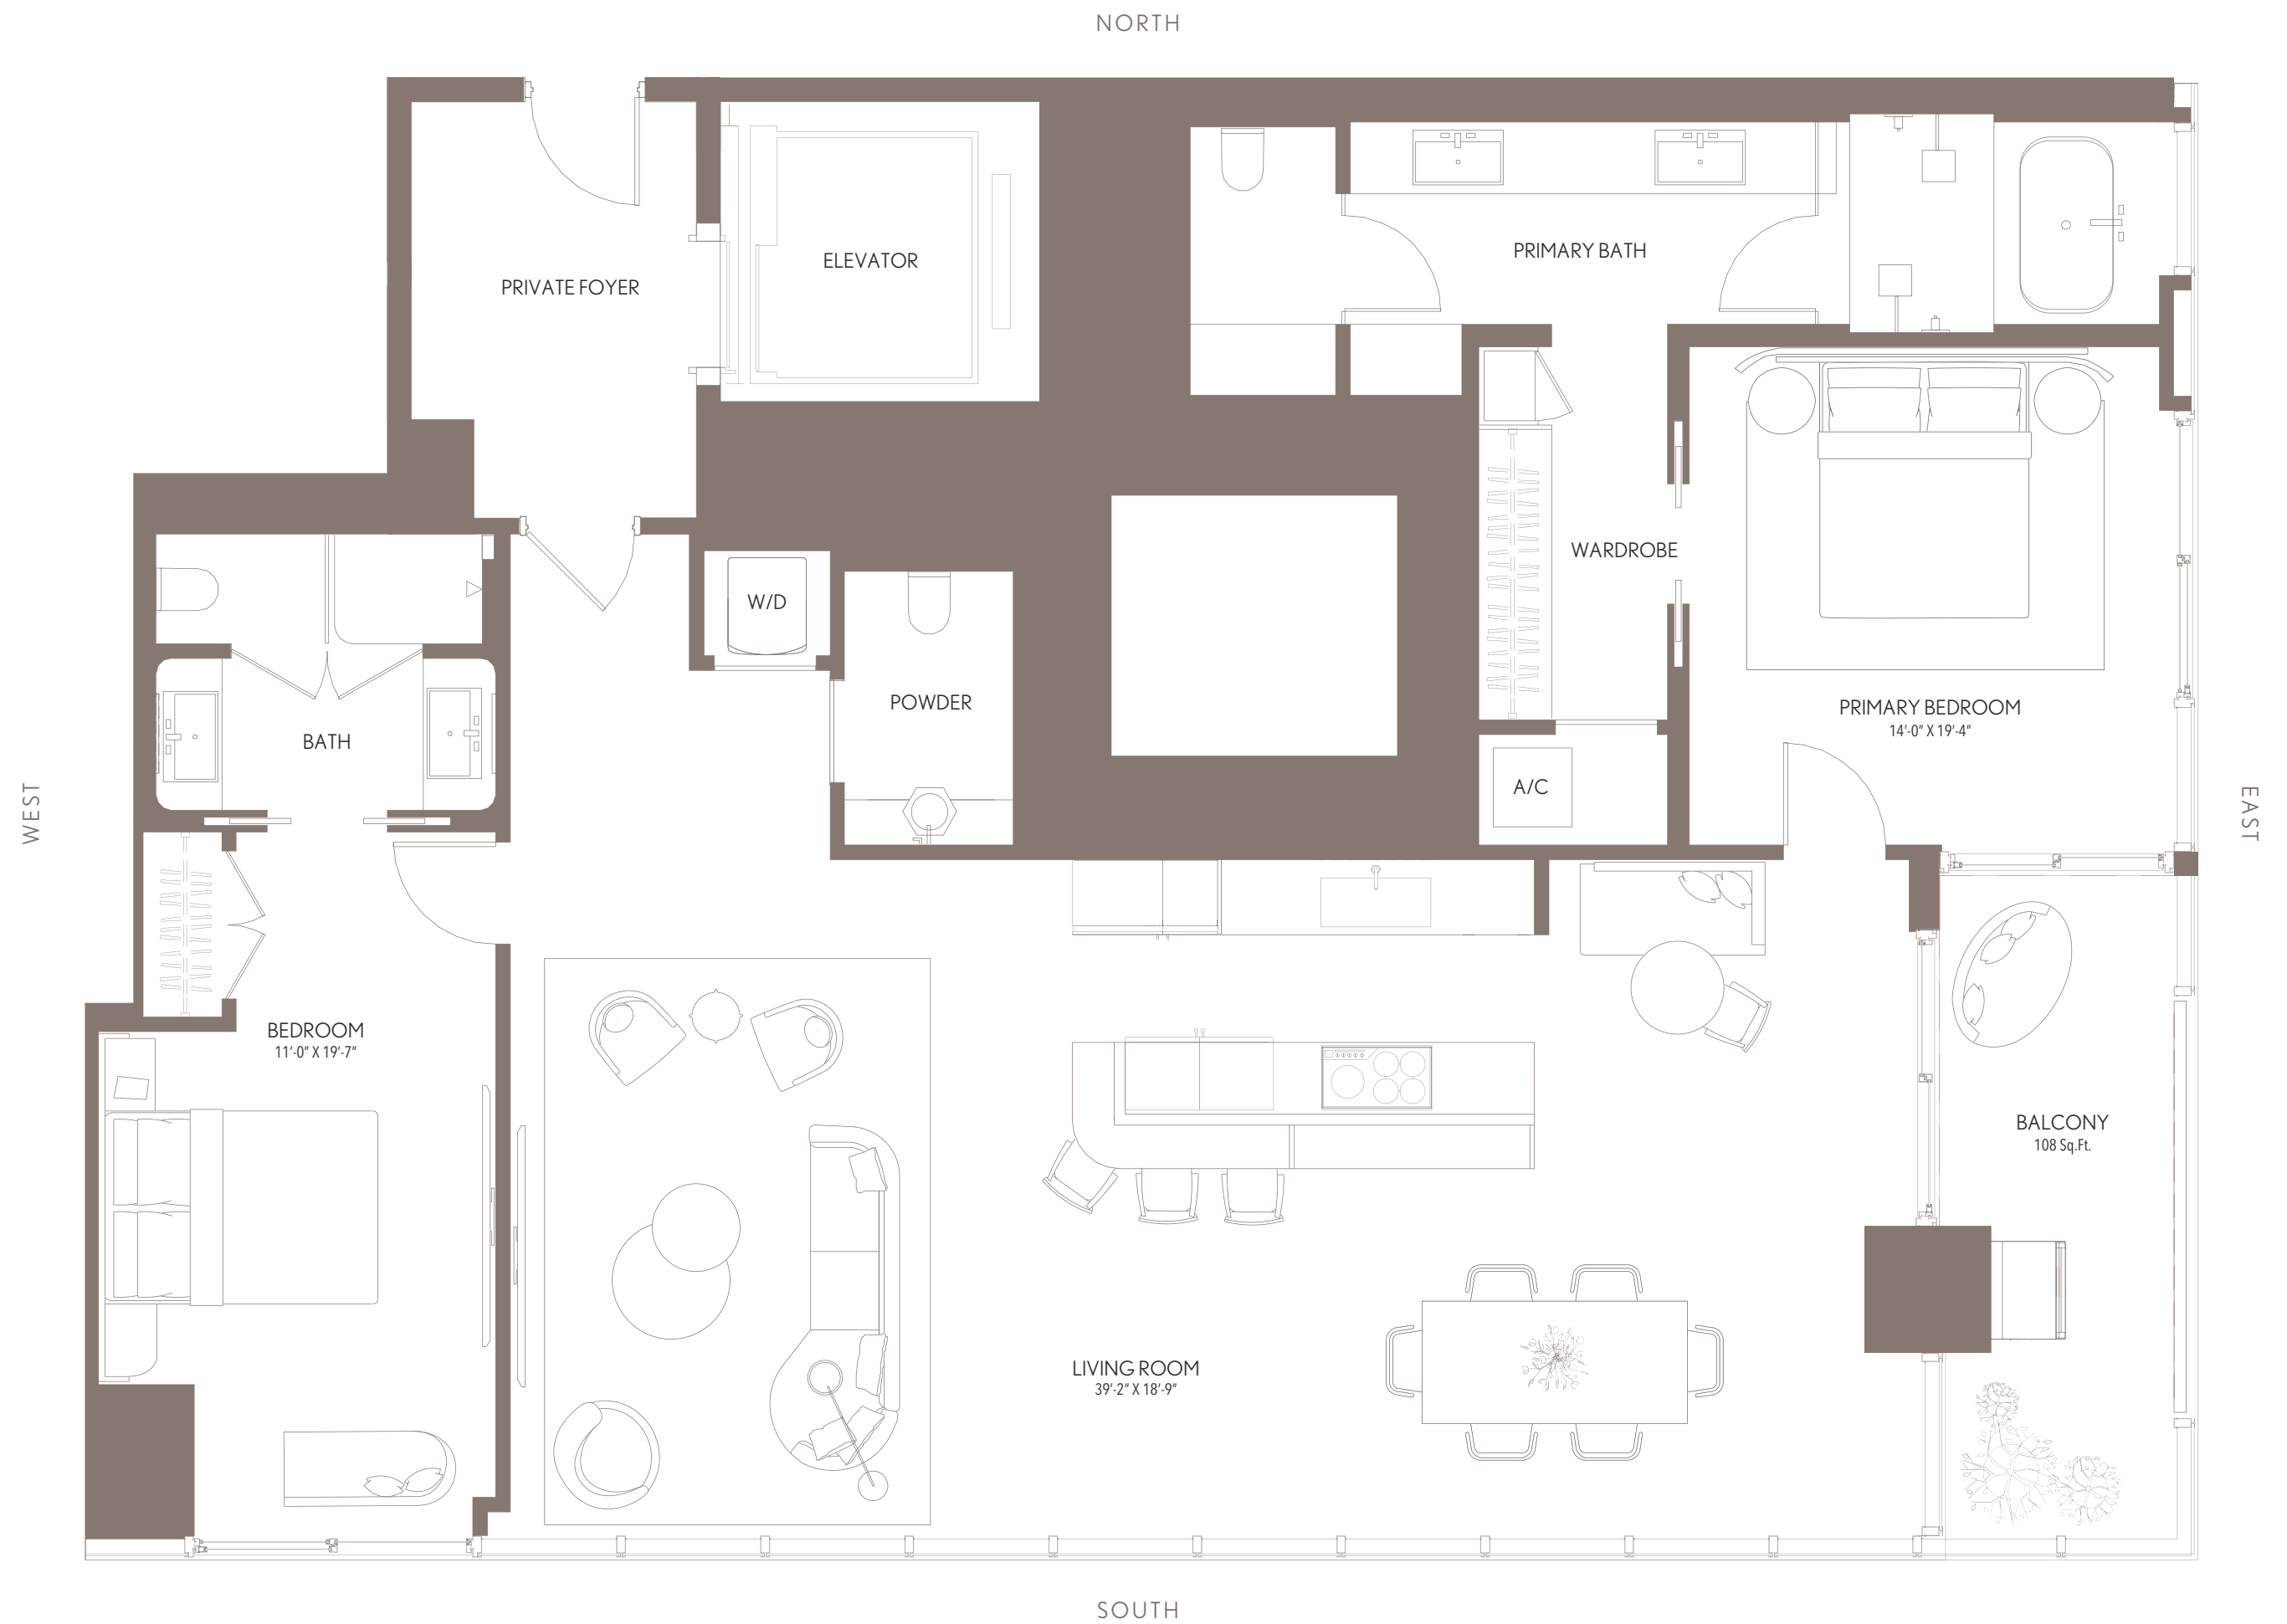 NORTH
ELEVATOR
PRIVATE FOYER
PRIMARY BATH
WARDROBE
W/D
POWDER
PRIMARY BEDROOM
14'-0" X 19'-4"
BATH
A/C
WEST
EAST
BEDROOM
11'-0" X 19'-7"
BALCONY
108 Sq.Ft.
LIVING ROOM
39'-2" X 18'-9"
SOUTH